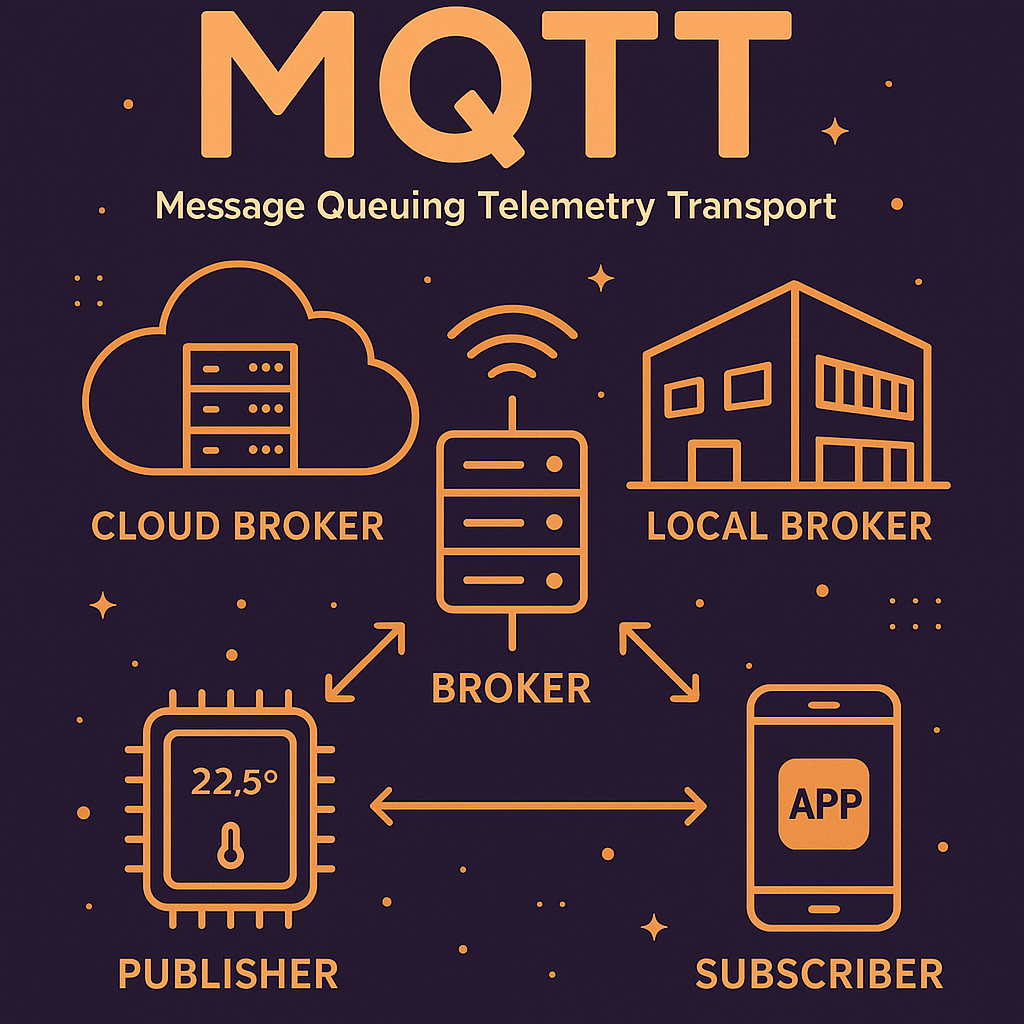 MQTT
Message Queuing Telemetry Transport
CLOUD BROKER
LOCAL BROKER
BROKER
22,5°
APP
PUBLISHER
SUBSCRIBER